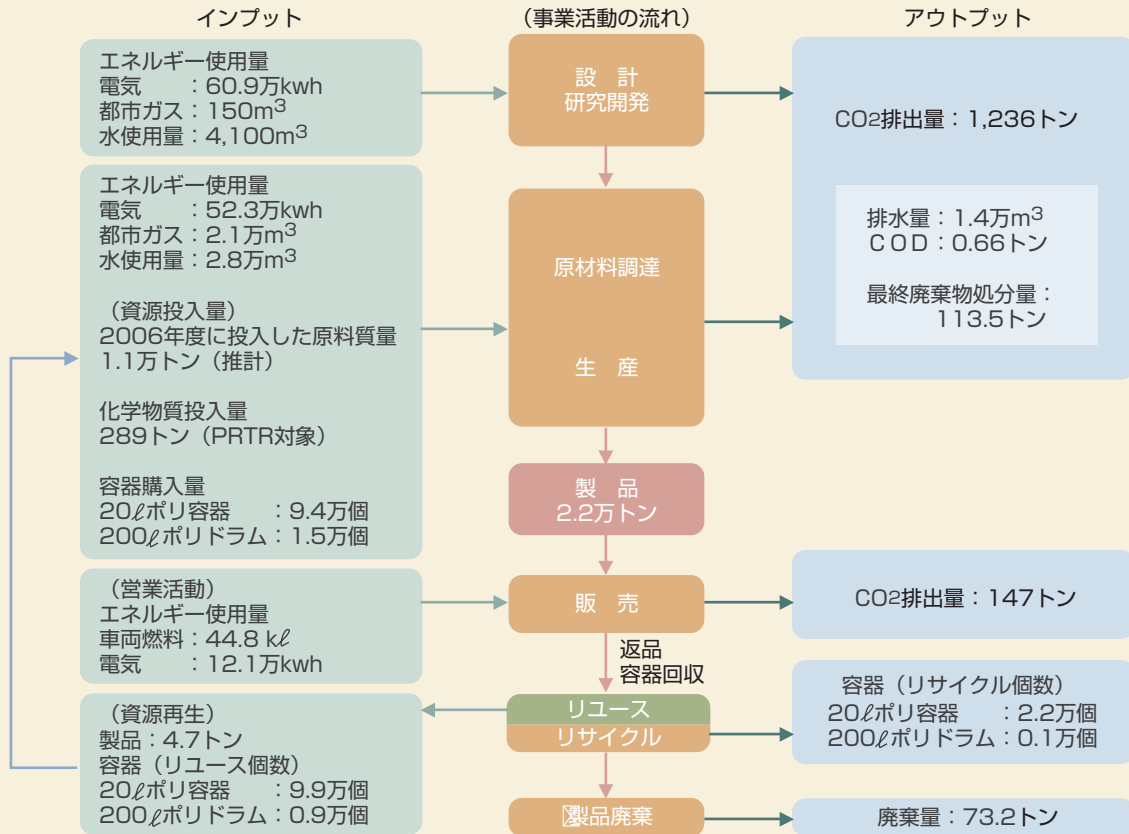 インプット
(事業活動の流れ)
アウトプット
エネルギー使用量
電気　　:60.9万kwh
都市ガス:150m³
水使用量:4,100m³
設　計
研究開発
CO2排出量:1,236トン
排水量:1.4万m³
COD:0.66トン
最終廃棄物処分量:
113.5トン
エネルギー使用量
電気　　:52.3万kwh
都市ガス:2.1万m³
水使用量:2.8万m³
(資源投入量)
2006年度に投入した原料質量
1.1万トン(推計)
化学物質投入量
289トン(PRTR対象)
容器購入量
20ℓポリ容器　　:9.4万個
200ℓポリドラム:1.5万個
原材料調達
生　産
製　品
2.2万トン
(営業活動)
エネルギー使用量
車両燃料:44.8 kℓ
電気　　:12.1万kwh
販　売
CO2排出量:147トン
返品
容器回収
(資源再生)
製品:4.7トン
容器(リユース個数)
20ℓポリ容器　　:9.9万個
200ℓポリドラム:0.9万個
リユース
リサイクル
容器(リサイクル個数)
20ℓポリ容器　　:2.2万個
200ℓポリドラム:0.1万個
製品廃棄
廃棄量:73.2トン